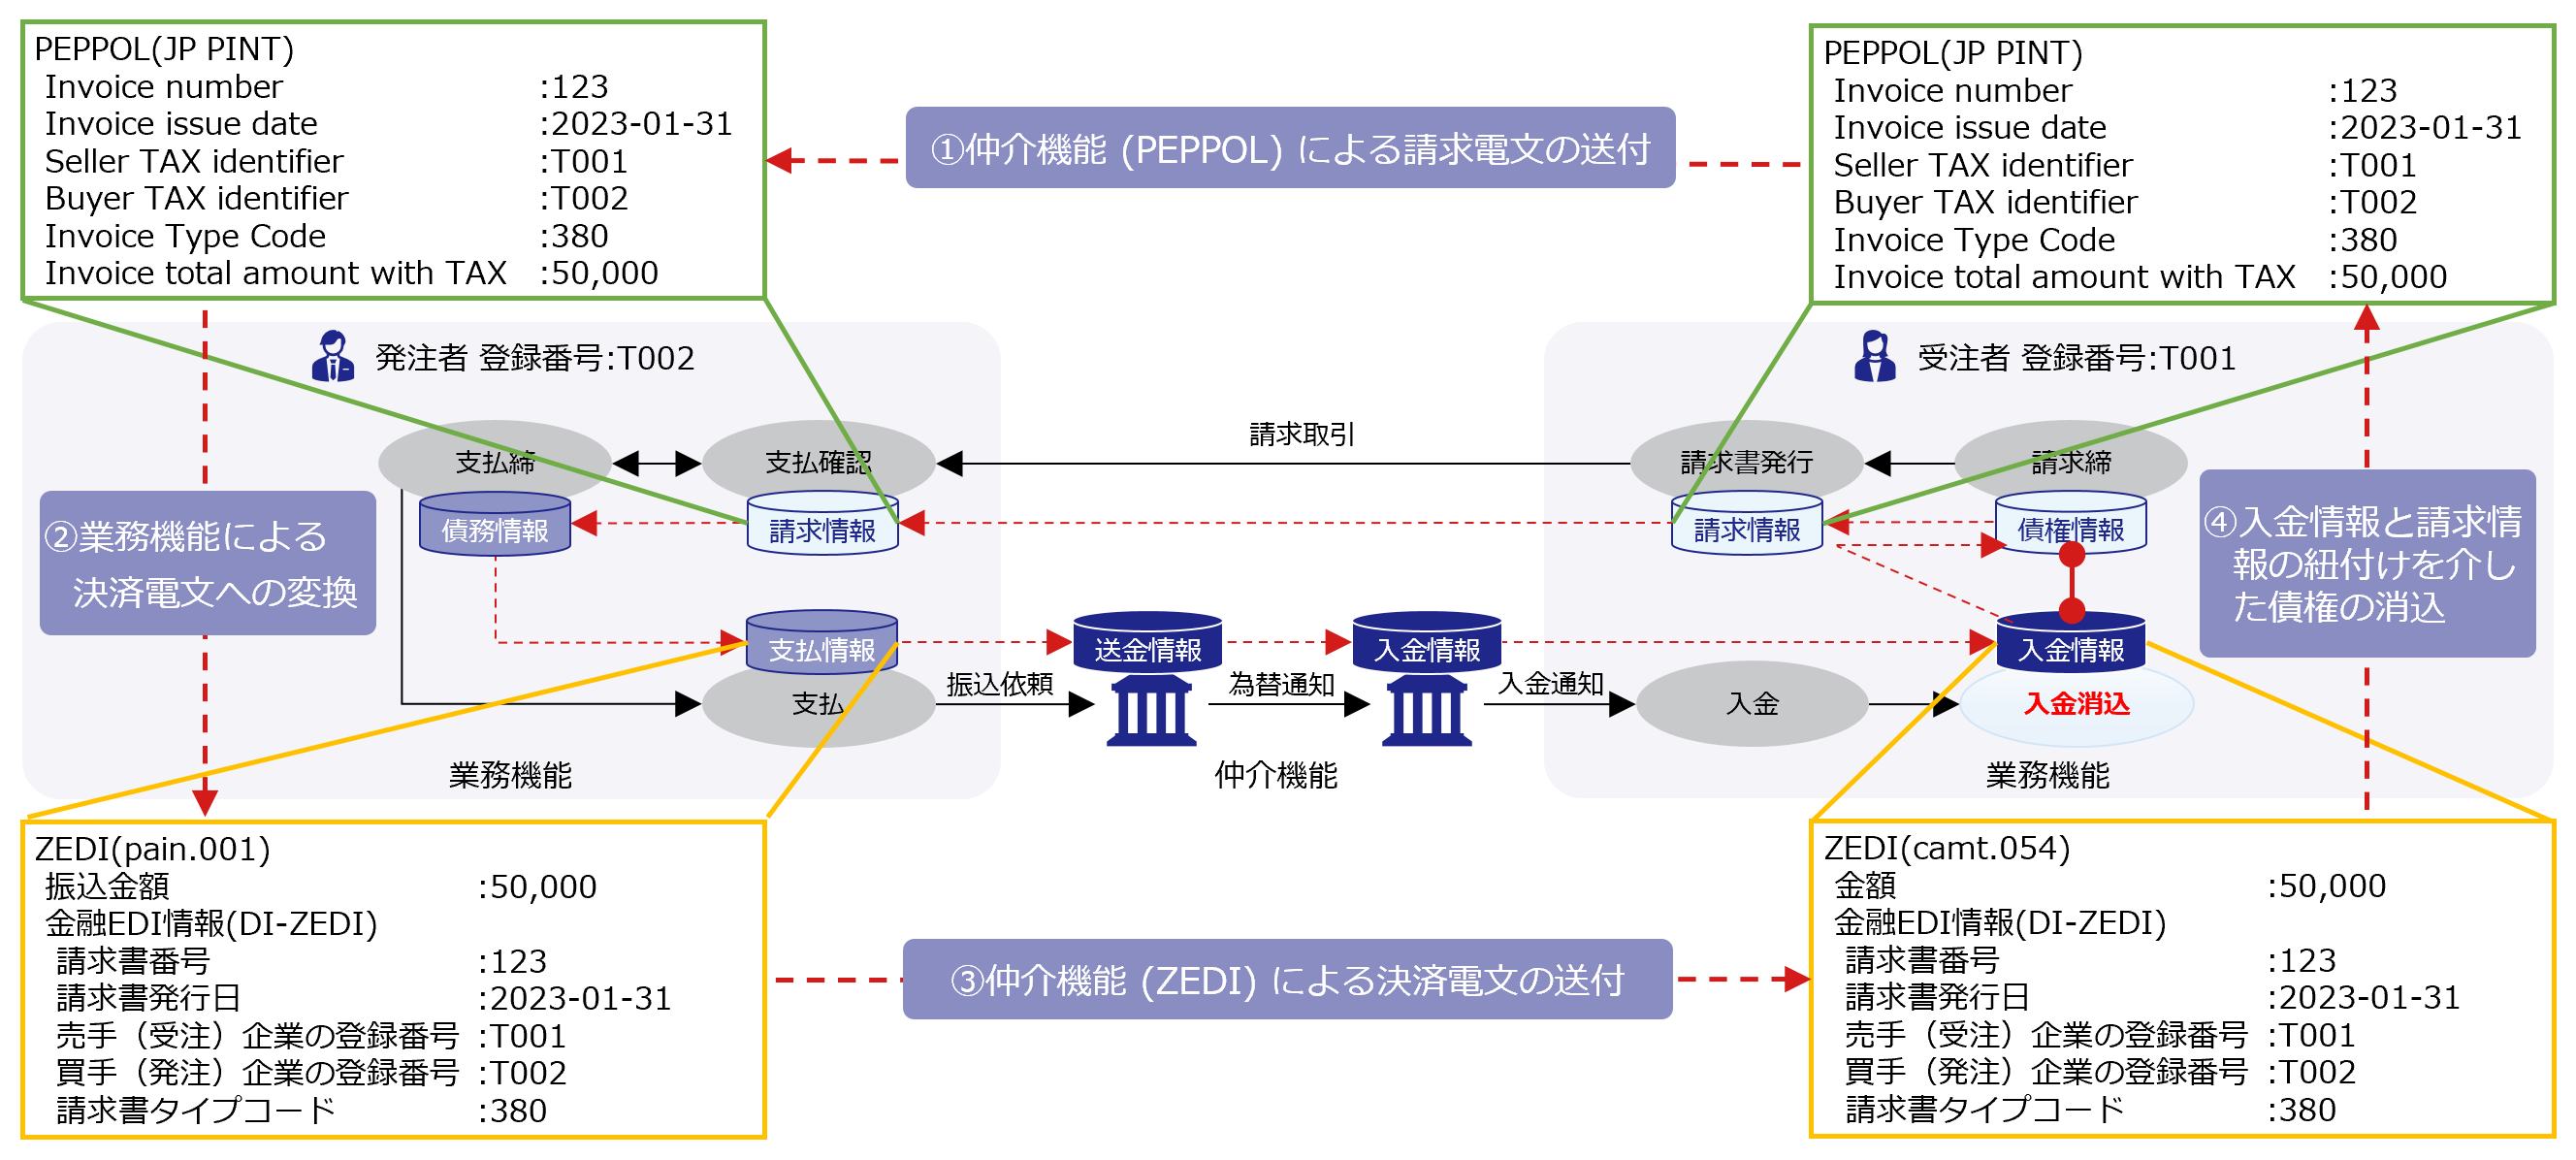 PEPPOL(JP PINT)
Invoice number :123
Invoice issue date :2023-01-31
Seller TAX identifier :T001
Buyer TAX identifier :T002
Invoice Type Code :380
Invoice total amount with TAX :50,000
①仲介機能 (PEPPOL) による請求電文の送付
PEPPOL(JP PINT)
Invoice number :123
Invoice issue date :2023-01-31
Seller TAX identifier :T001
Buyer TAX identifier :T002
Invoice Type Code :380
Invoice total amount with TAX :50,000
発注者 登録番号:T002
受注者 登録番号:T001
支払締
支払確認
請求取引
請求書発行
請求締
②業務機能による
決済電文への変換
債務情報
請求情報
請求情報
債権情報
④入金情報と請求情
報の紐付けを介し
た債権の消込
支払情報
送金情報
入金情報
入金情報
支払
振込依頼
為替通知
入金通知
入金
入金消込
業務機能
仲介機能
業務機能
ZEDI(pain.001)
振込金額 :50,000
金融EDI情報(DI-ZEDI)
請求書番号 :123
請求書発行日 :2023-01-31
売手（受注）企業の登録番号 :T001
買手（発注）企業の登録番号 :T002
請求書タイプコード :380
③仲介機能 (ZEDI) による決済電文の送付
ZEDI(camt.054)
金額 :50,000
金融EDI情報(DI-ZEDI)
請求書番号 :123
請求書発行日 :2023-01-31
売手（受注）企業の登録番号 :T001
買手（発注）企業の登録番号 :T002
請求書タイプコード :380